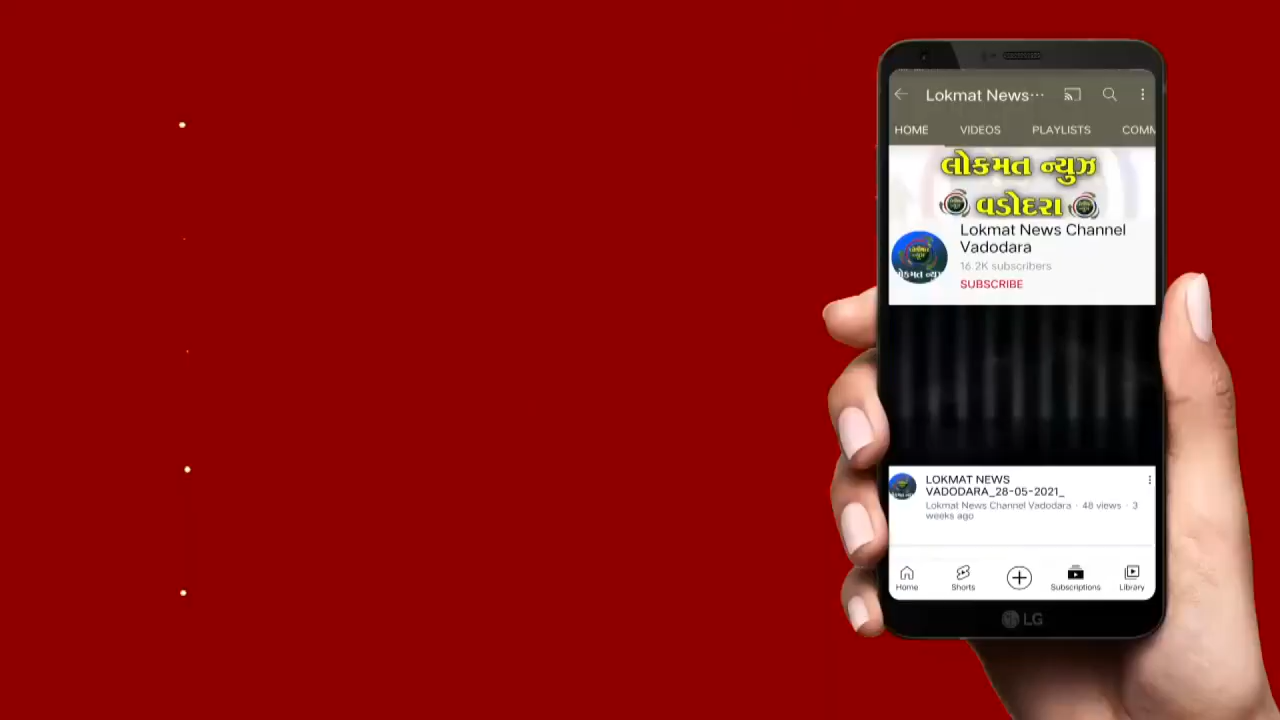 Lokmat News...
HOME VIDEOS PLAYLISTS COMM
લોકમત ન્યુઝ
વડોદરા
Lokmat News Channel
Vadodara
16.2K subscribers
SUBSCRIBE
LOKMAT NEWS
VADODARA_28-05-2021_
Lokmat News Channel Vadodara · 48 views · 3
weeks ago
Home Shorts Subscriptions Library
LG